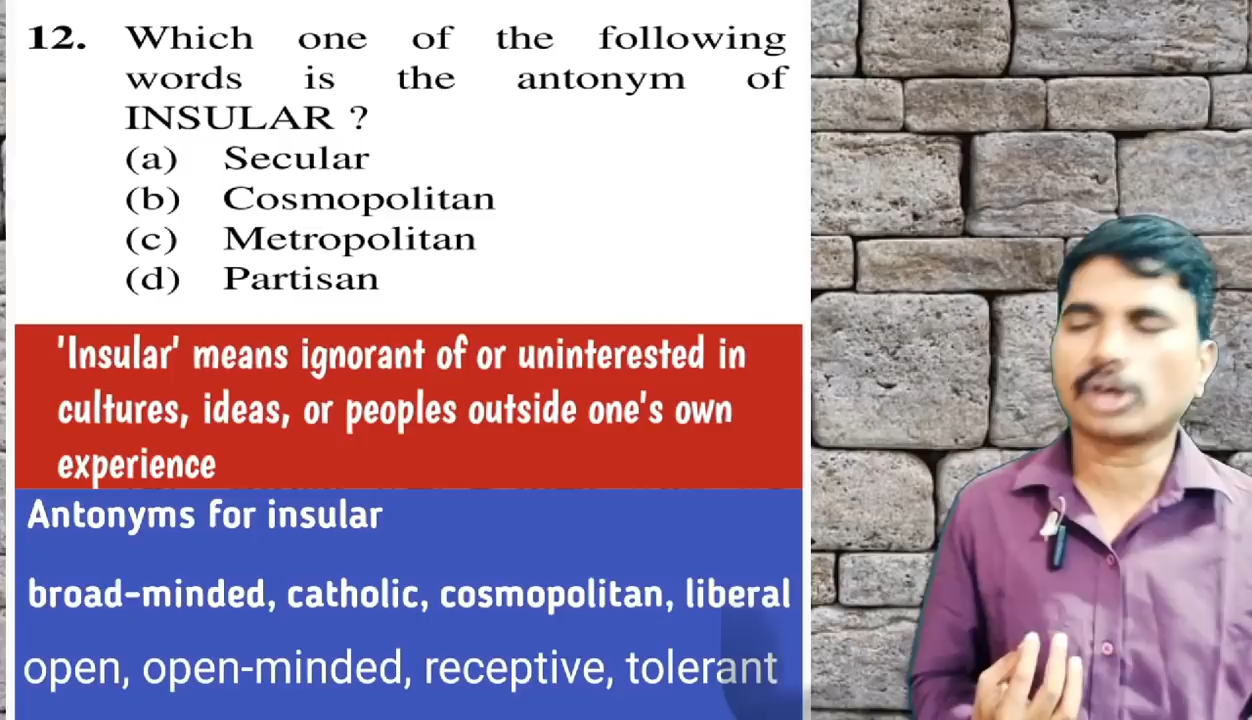 12. Which one of the following
words is the antonym of
INSULAR ?
(a) Secular
(b) Cosmopolitan
(c) Metropolitan
(d) Partisan
'Insular' means ignorant of or uninterested in
cultures, ideas, or peoples outside one's own
experience
Antonyms for insular
broad-minded, catholic, cosmopolitan, liberal
open, open-minded, receptive, tolerant